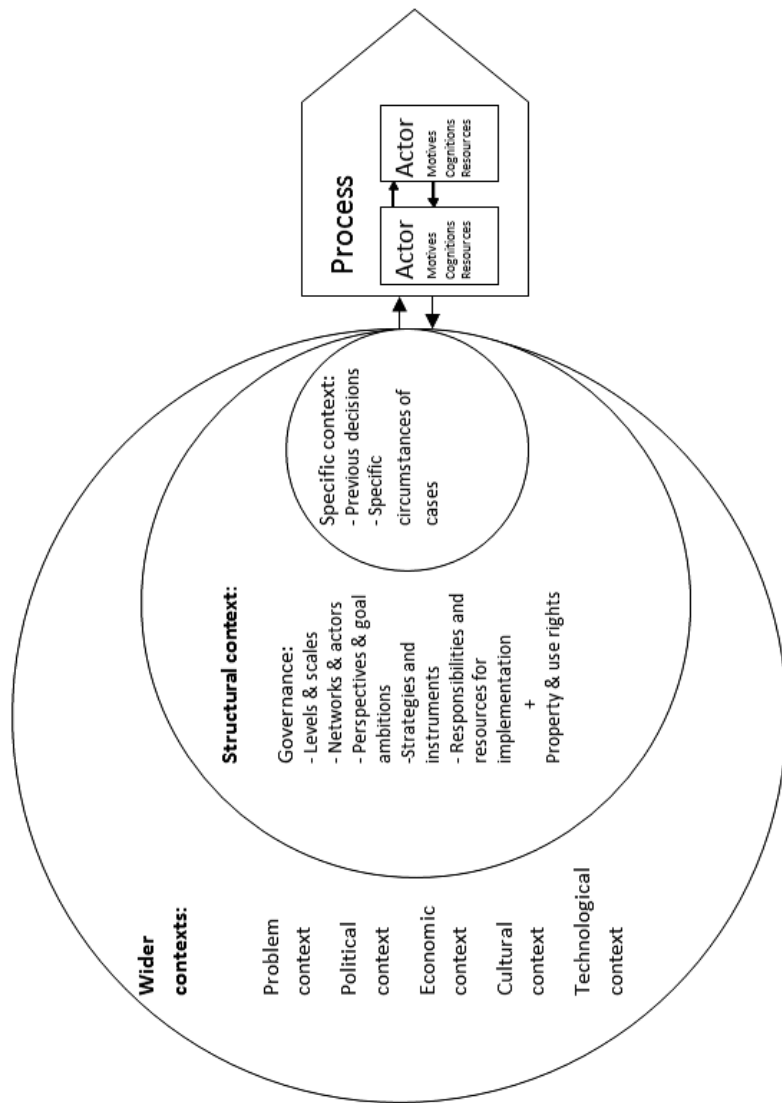 Wider
contexts:
Problem
context
Political
context
Economic
context
Cultural
context
Technological
context
Structural context:
Governance:
- Levels & scales
- Networks & actors
- Perspectives & goal
ambitions
-Strategies and
instruments
- Responsibilities and
resources for
implementation
+
Property & use rights
Specific context:
- Previous decisions
- Specific
circumstances of
cases
Process
Actor
Motives
Cognitions
Resources
Actor
Motives
Cognitions
Resources